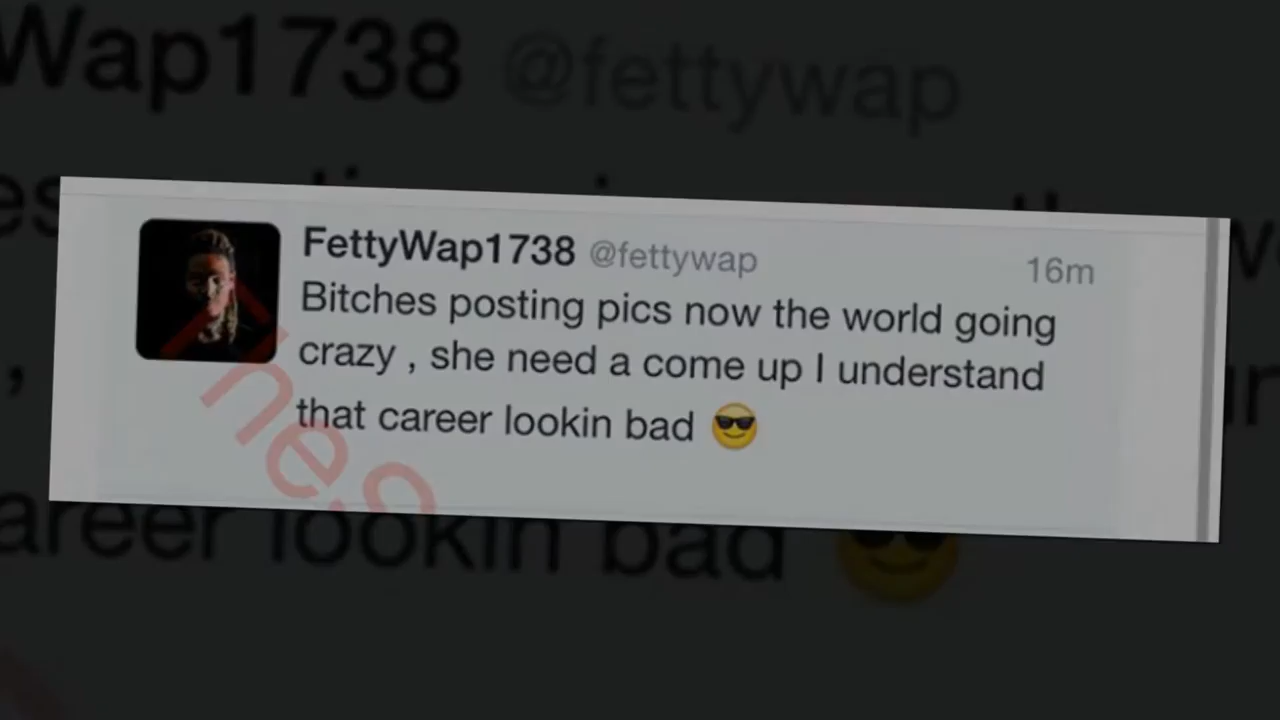 Wap1738 @fettywap
FettyWap1738 @fettywap 16m
Bitches posting pics now the world going
crazy , she need a come up I understand
that career lookin bad 😎
lookin bad 😎